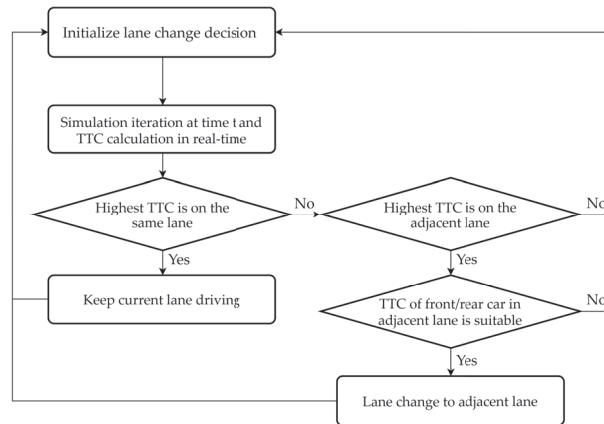 Initialize lane change decision
Simulation iteration at time t and
TTC calculation in real-time
Highest TTC is on the
same lane
No
Highest TTC is on the
adjacent lane
No
Yes
Yes
Keep current lane driving
TTC of front/rear car in
adjacent lane is suitable
No
Yes
Lane change to adjacent lane